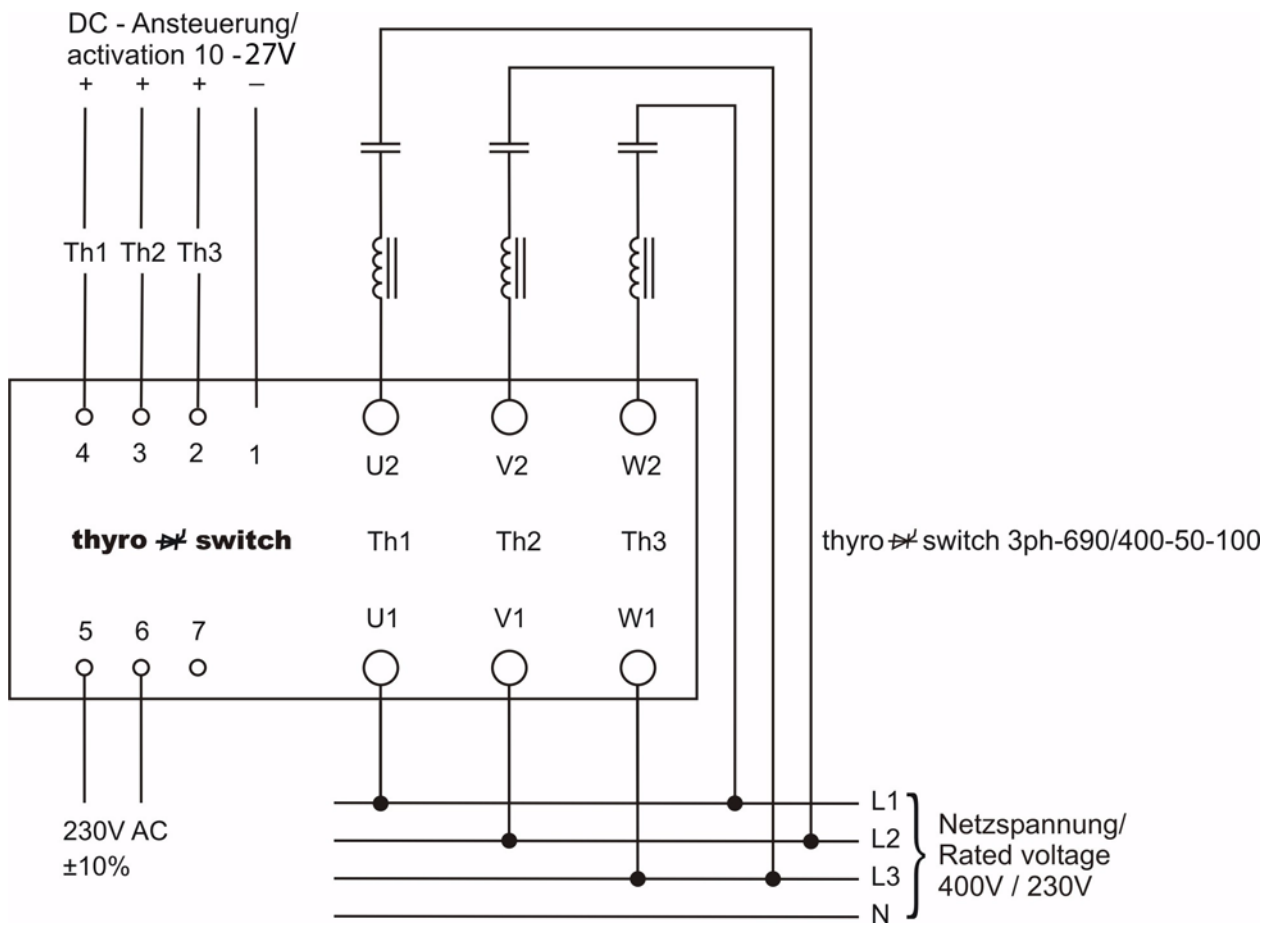 DC - Ansteuerung/
activation 10 - 27V
+ + + –
Th1 Th2 Th3
4 3 2 1 U2 V2 W2
thyro switch Th1 Th2 Th3 thyro switch 3ph-690/400-50-100
5 6 7 U1 V1 W1
230V AC
±10%
L1
L2
L3
N
Netzspannung/
Rated voltage
400V / 230V